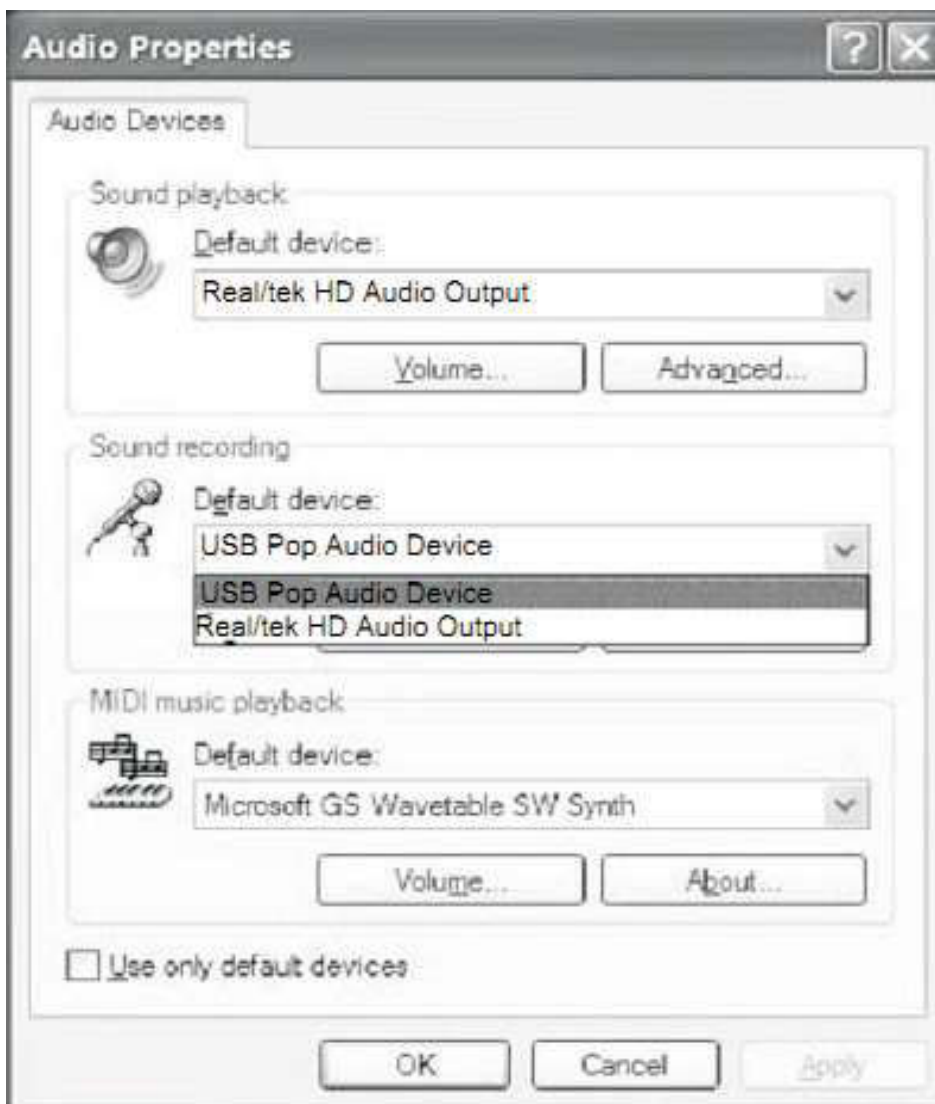 Audio Properties
Audio Devices
Sound playback
Default device:
Real/tek HD Audio Output
Volume...
Advanced...
Sound recording
Default device:
USB Pop Audio Device
USB Pop Audio Device
Real/tek HD Audio Output
MIDI music playback
Default device:
Microsoft GS Wavetable SW Synth
Volume...
About...
Use only default devices
OK
Cancel
Apply